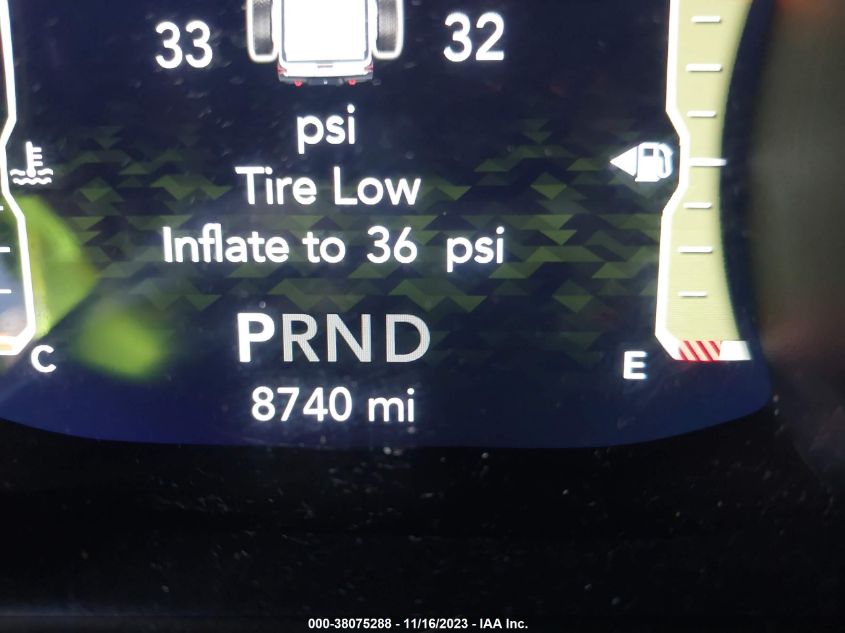 33 32
psi
Tire Low
Inflate to 36 psi
PRND
C E
8740 mi
000-38075288 - 11/16/2023 - IAA Inc.